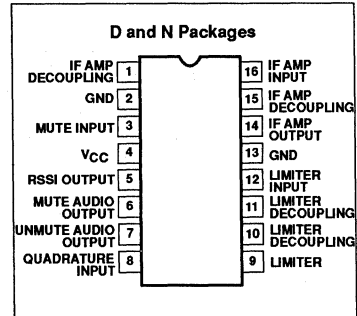 D and N Packages
IF AMP
DECOUPLING 1
GND 2
MUTE INPUT 3
VCC 4
RSSI OUTPUT 5
MUTE AUDIO
OUTPUT 6
UNMUTE AUDIO
OUTPUT 7
QUADRATURE
INPUT 8
16 IF AMP
INPUT
15 IF AMP
DECOUPLING
14 IF AMP
OUTPUT
13 GND
12 LIMITER
INPUT
11 LIMITER
DECOUPLING
10 LIMITER
DECOUPLING
9 LIMITER